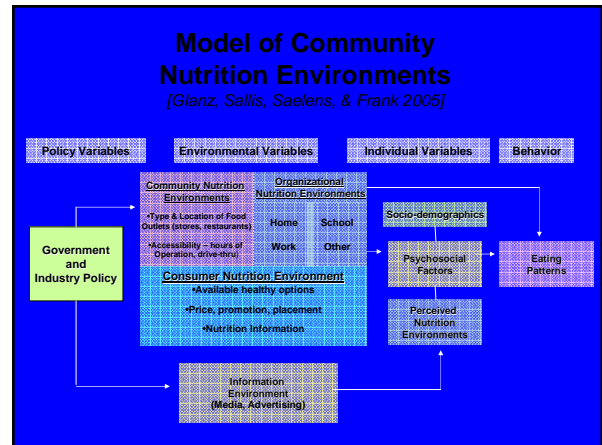 Model of Community
Nutrition Environments
[Glanz, Sallis, Saelens, & Frank 2005]
Policy Variables
Environmental Variables
Individual Variables
Behavior
Government
and
Industry Policy
Community Nutrition
Environments
•Type & Location of Food
Outlets (stores, restaurants)
•Accessibility – hours of
Operation, drive-thru)
Organizational
Nutrition Environments
Home
School
Work
Other
Consumer Nutrition Environment
•Available healthy options
•Price, promotion, placement
•Nutrition Information
Information
Environment
(Media, Advertising)
Socio-demographics
Psychosocial
Factors
Perceived
Nutrition
Environments
Eating
Patterns